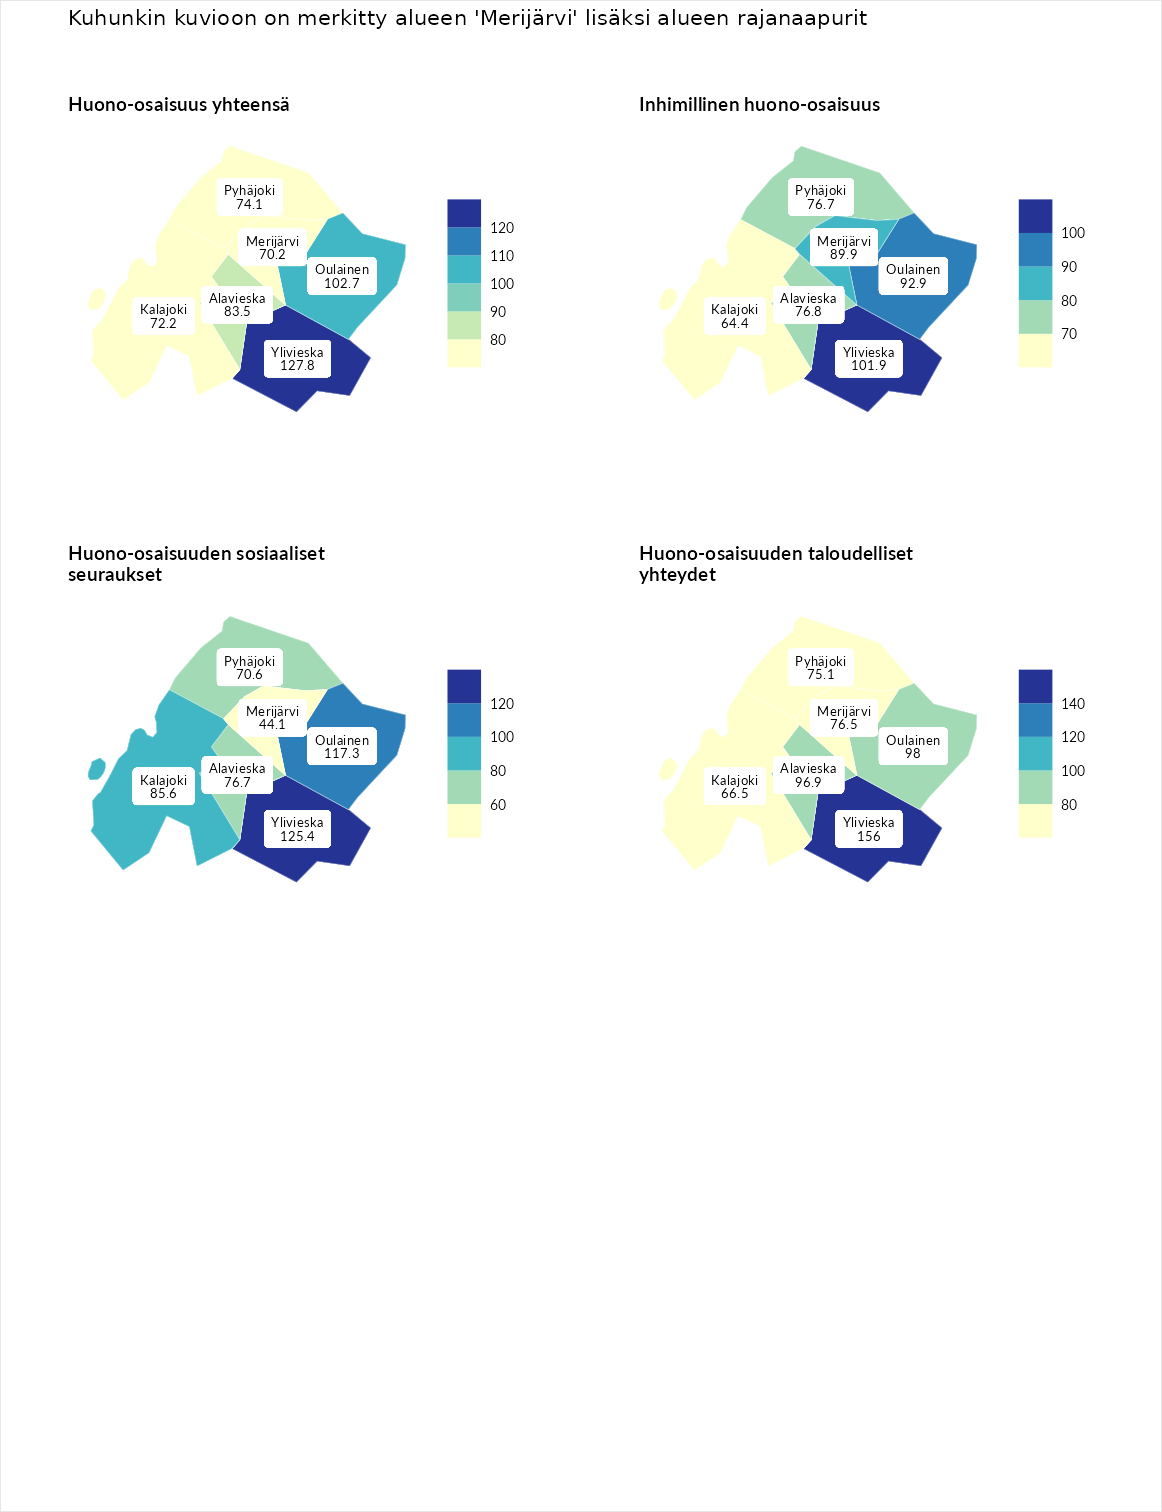 Kuhunkin kuvioon on merkitty alueen 'Merijärvi' lisäksi alueen rajanaapurit
Huono-osaisuus yhteensä
Pyhäjoki
74.1
Merijärvi
70.2
Oulainen
102.7
Alavieska
83.5
Kalajoki
72.2
Ylivieska
127.8
120
110
100
90
80
Inhimillinen huono-osaisuus
Pyhäjoki
76.7
Merijärvi
89.9
Oulainen
92.9
Alavieska
76.8
Kalajoki
64.4
Ylivieska
101.9
100
90
80
70
Huono-osaisuuden sosiaaliset
seuraukset
Pyhäjoki
70.6
Merijärvi
44.1
Oulainen
117.3
Alavieska
76.7
Kalajoki
85.6
Ylivieska
125.4
120
100
80
60
Huono-osaisuuden taloudelliset
yhteydet
Pyhäjoki
75.1
Merijärvi
76.5
Oulainen
98
Alavieska
96.9
Kalajoki
66.5
Ylivieska
156
140
120
100
80